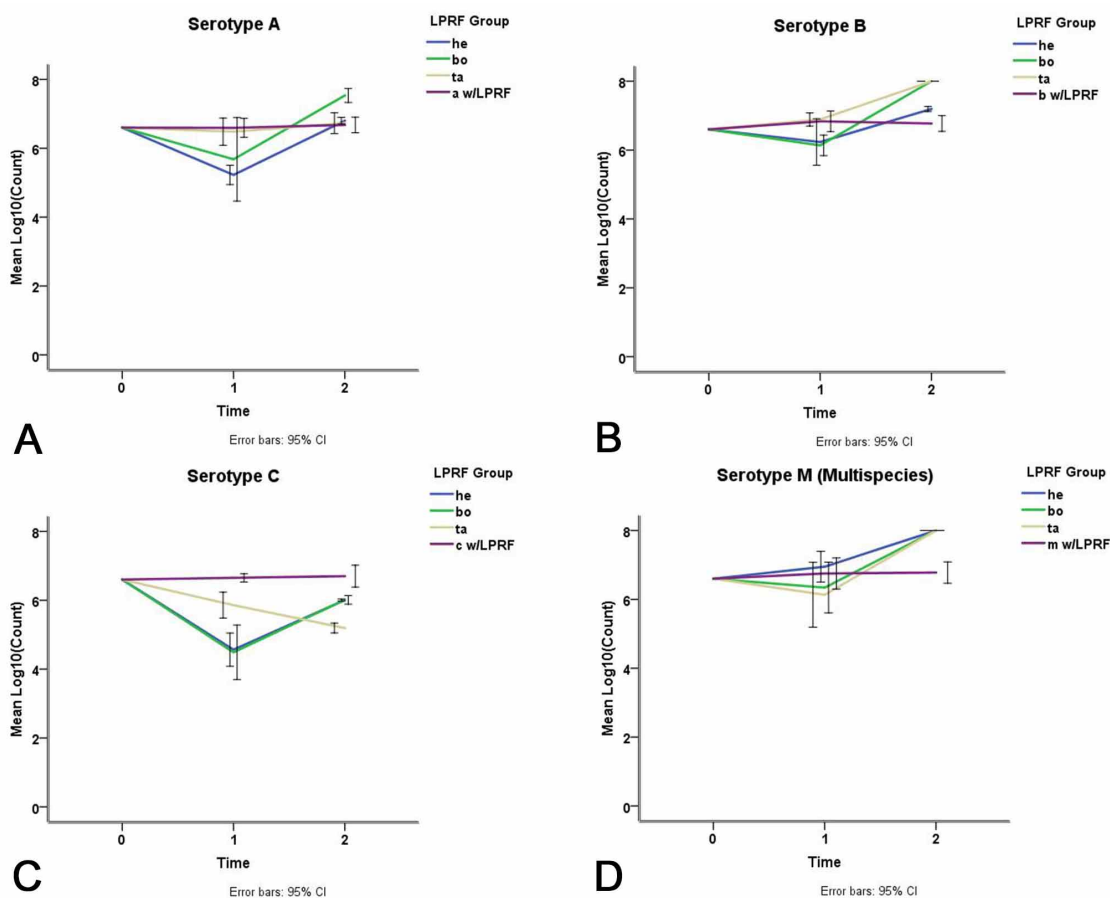 Serotype A
LPRF Group
he
bo
ta
a w/LPRF
Mean Log10(Count)
8
6
4
2
0
0 1 2
Time
Error bars: 95% CI
A
Serotype B
LPRF Group
he
bo
ta
b w/LPRF
Mean Log10(Count)
8
6
4
2
0
0 1 2
Time
Error bars: 95% CI
B
Serotype C
LPRF Group
he
bo
ta
c w/LPRF
Mean Log10(Count)
8
6
4
2
0
0 1 2
Time
Error bars: 95% CI
C
Serotype M (Multispecies)
LPRF Group
he
bo
ta
m w/LPRF
Mean Log10(Count)
8
6
4
2
0
0 1 2
Time
Error bars: 95% CI
D